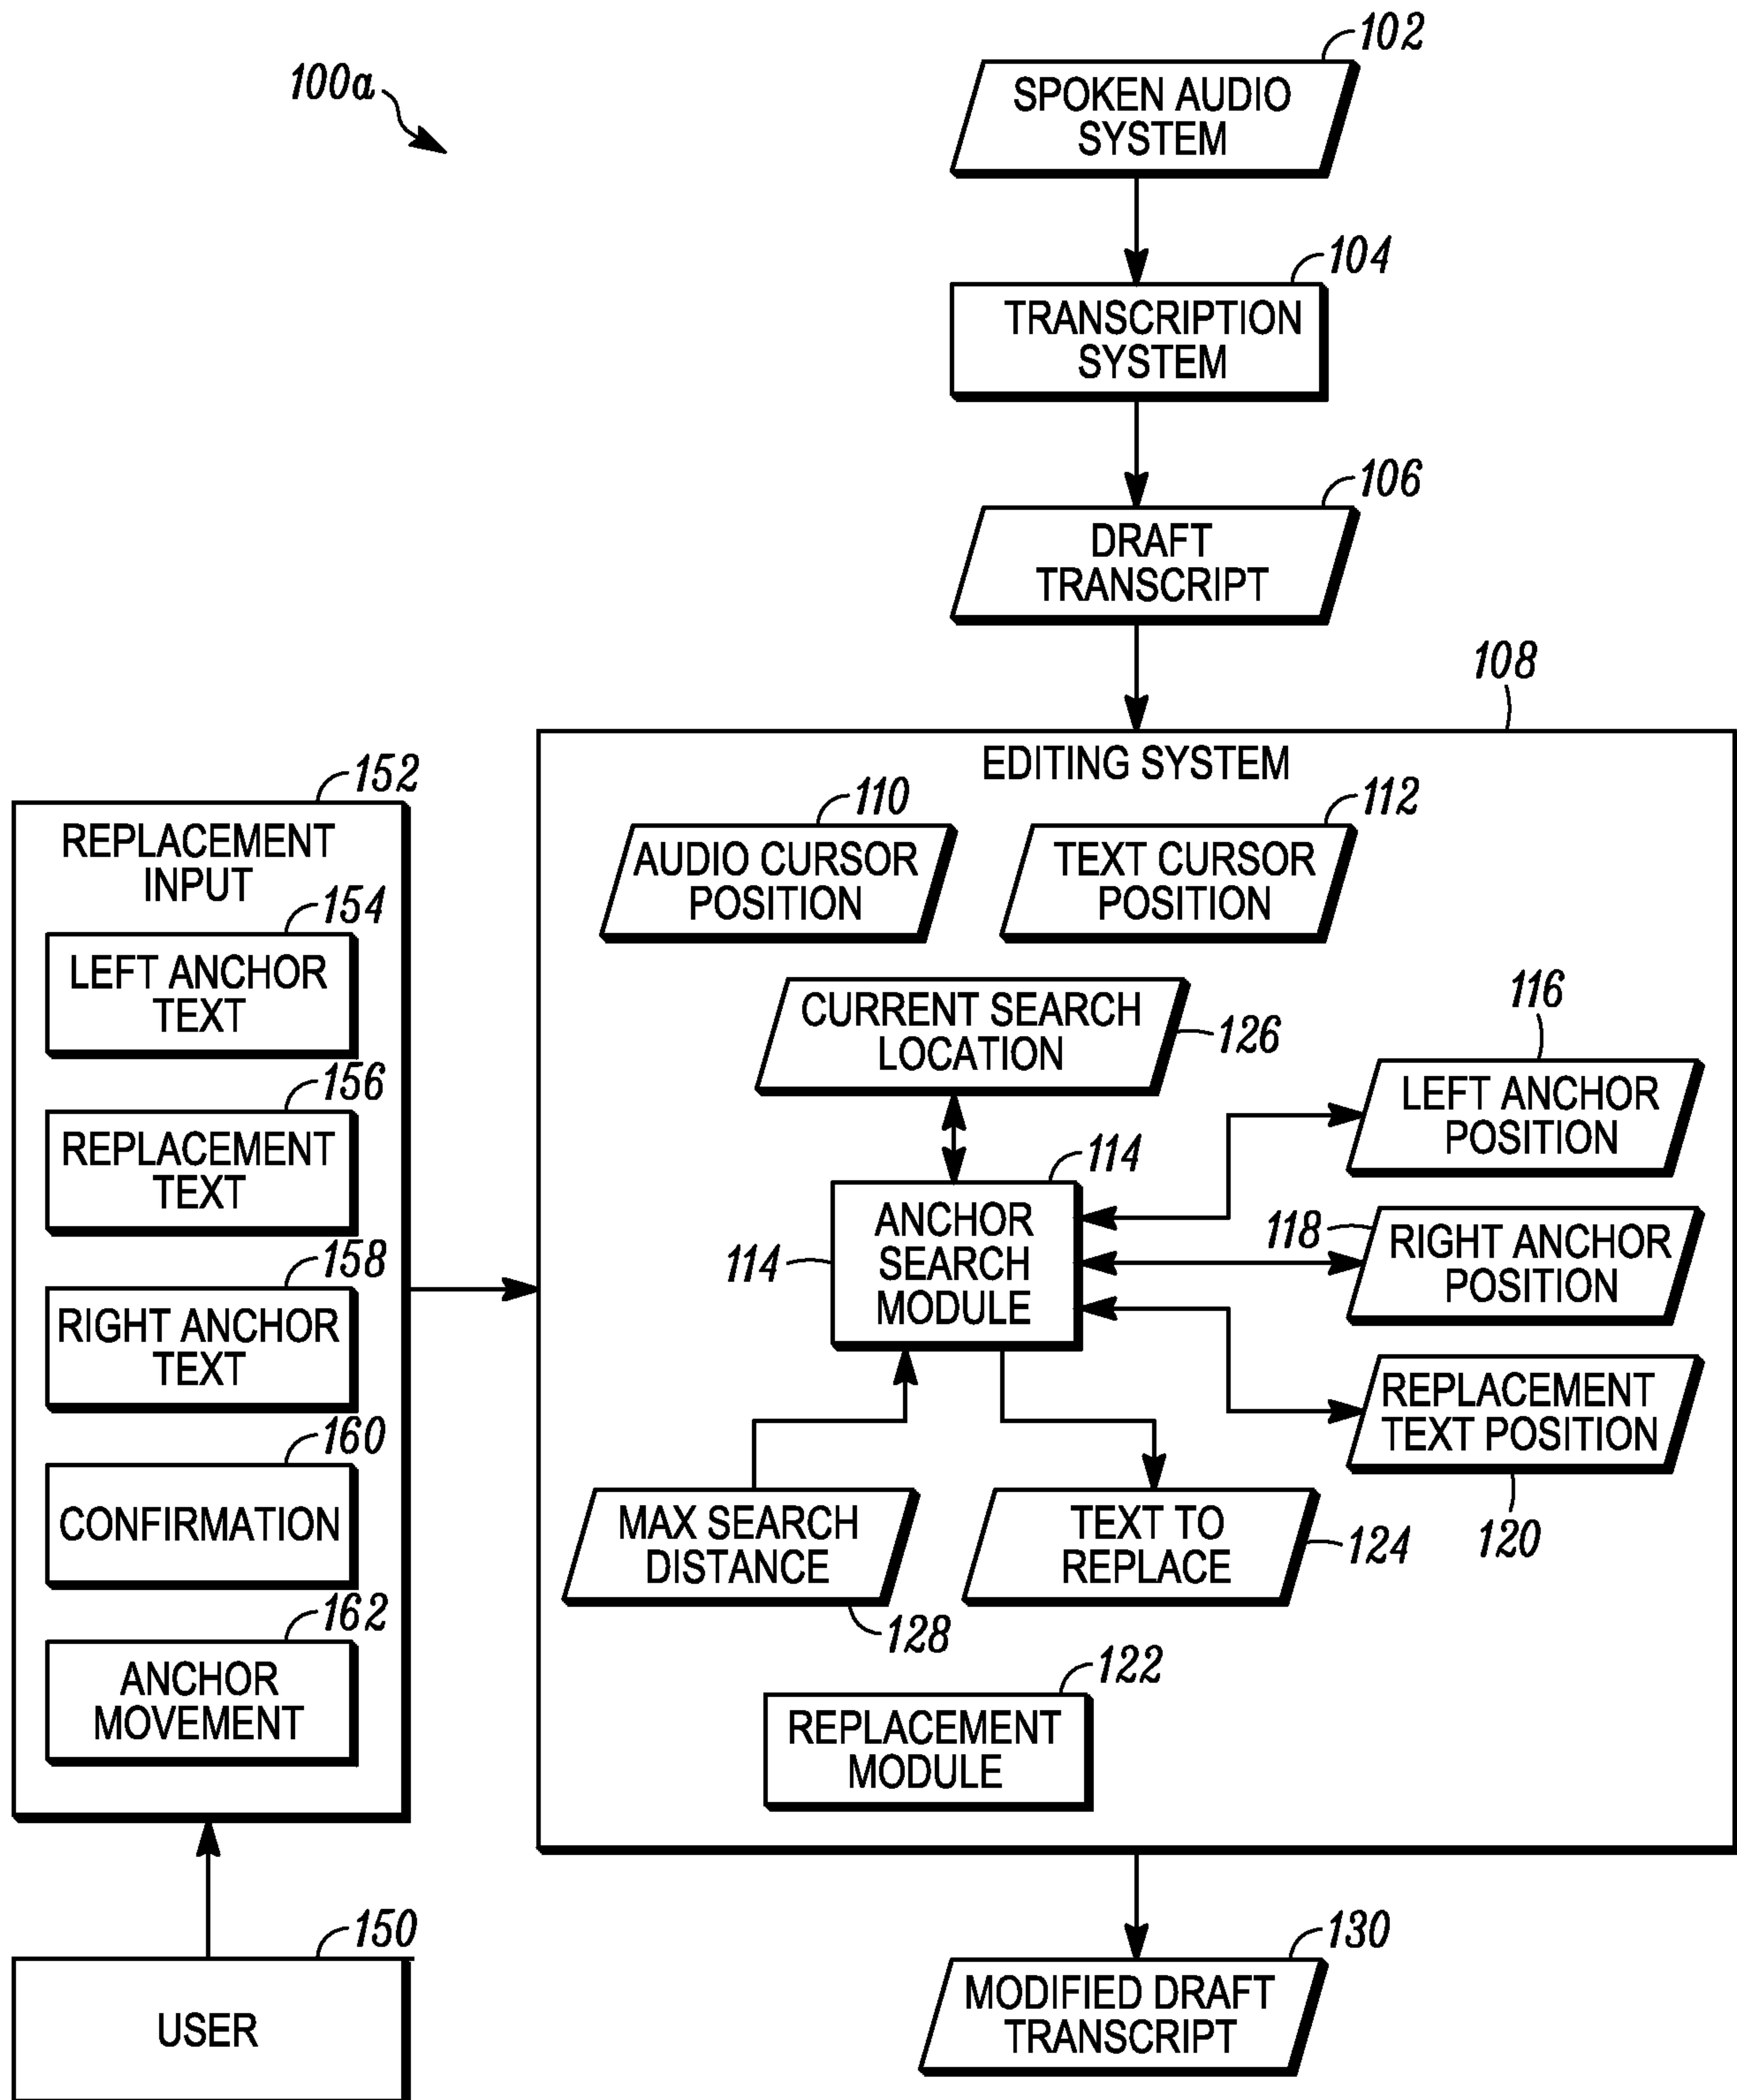 100a
102
SPOKEN AUDIO
SYSTEM
104
TRANSCRIPTION
SYSTEM
106
DRAFT
TRANSCRIPT
108
EDITING SYSTEM
110
AUDIO CURSOR
POSITION
112
TEXT CURSOR
POSITION
CURRENT SEARCH
LOCATION
126
114
ANCHOR
SEARCH
MODULE
114
116
LEFT ANCHOR
POSITION
118
RIGHT ANCHOR
POSITION
REPLACEMENT
TEXT POSITION
120
MAX SEARCH
DISTANCE
128
TEXT TO
REPLACE
124
122
REPLACEMENT
MODULE
152
REPLACEMENT
INPUT
154
LEFT ANCHOR
TEXT
156
REPLACEMENT
TEXT
158
RIGHT ANCHOR
TEXT
160
CONFIRMATION
162
ANCHOR
MOVEMENT
150
USER
130
MODIFIED DRAFT
TRANSCRIPT